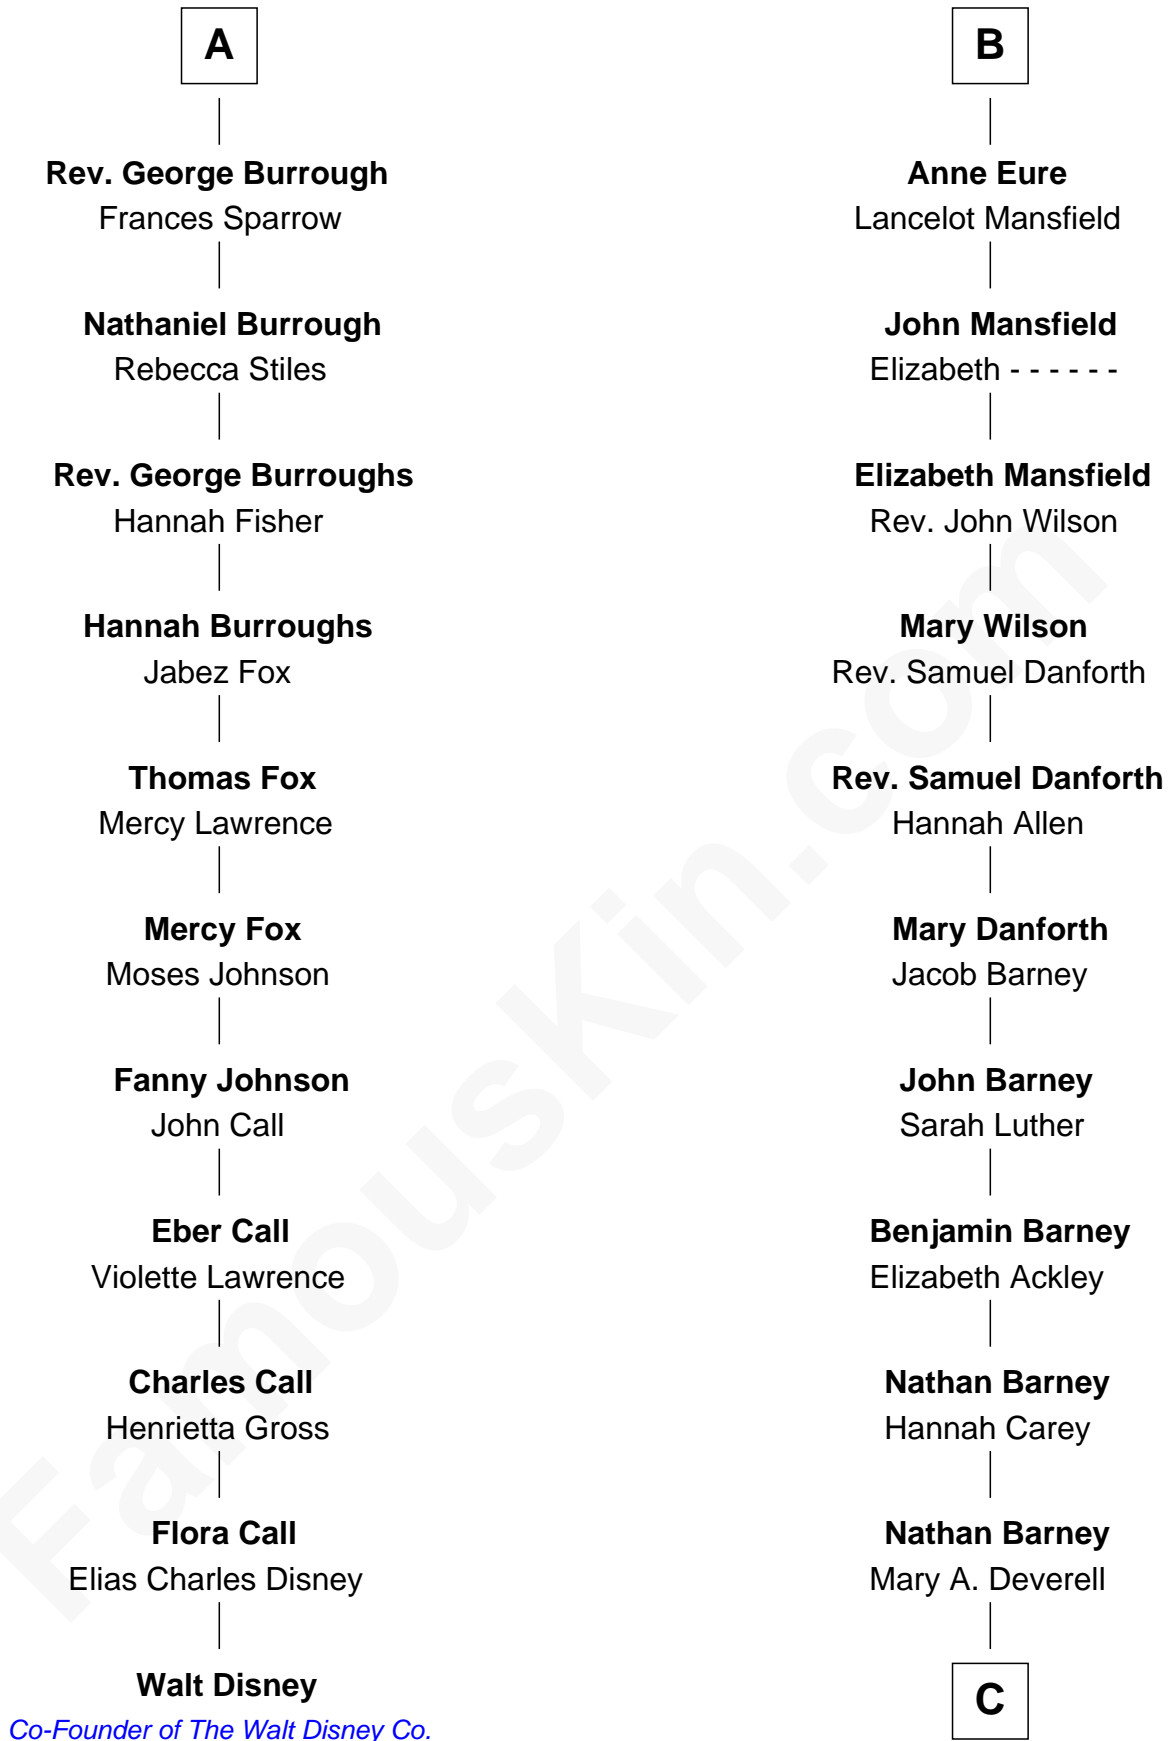 A
Rev. George Burrough
Frances Sparrow
Nathaniel Burrough
Rebecca Stiles
Rev. George Burroughs
Hannah Fisher
Hannah Burroughs
Jabez Fox
Thomas Fox
Mercy Lawrence
Mercy Fox
Moses Johnson
Fanny Johnson
John Call
Eber Call
Violette Lawrence
Charles Call
Henrietta Gross
Flora Call
Elias Charles Disney
Walt Disney
Co-Founder of The Walt Disney Co.
B
Anne Eure
Lancelot Mansfield
John Mansfield
Elizabeth - - - - - -
Elizabeth Mansfield
Rev. John Wilson
Mary Wilson
Rev. Samuel Danforth
Rev. Samuel Danforth
Hannah Allen
Mary Danforth
Jacob Barney
John Barney
Sarah Luther
Benjamin Barney
Elizabeth Ackley
Nathan Barney
Hannah Carey
Nathan Barney
Mary A. Deverell
C
FamousKin.com